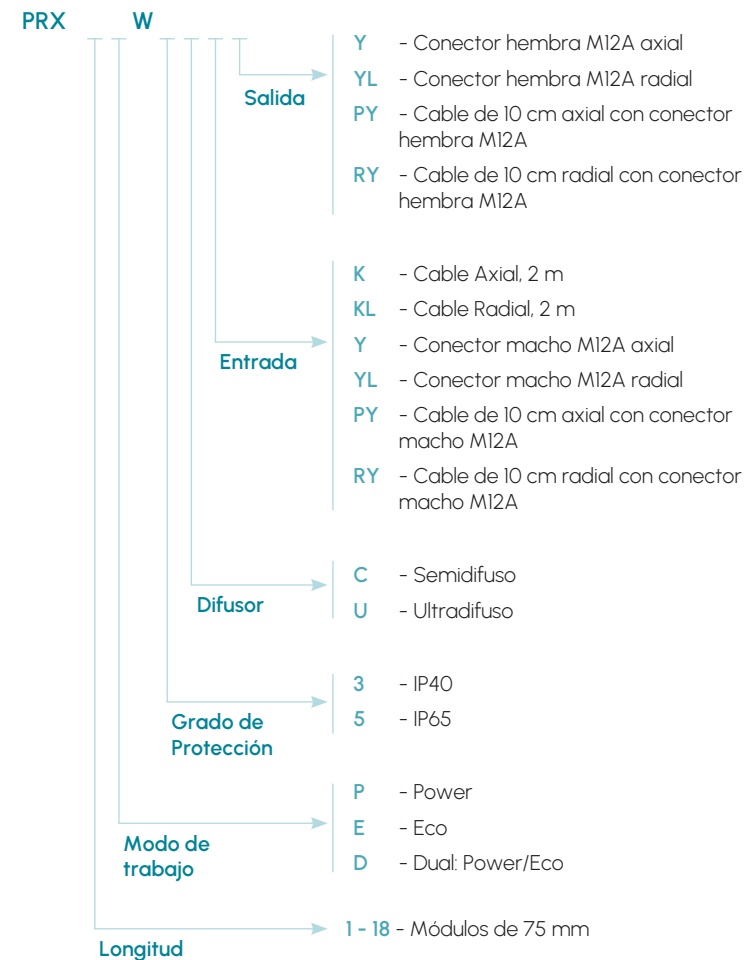 PRX W
Y - Conector hembra M12A axial
YL - Conector hembra M12A radial
PY - Cable de 10 cm axial con conector
hembra M12A
RY - Cable de 10 cm radial con conector
hembra M12A
Salida
K - Cable Axial, 2 m
KL - Cable Radial, 2 m
Y - Conector macho M12A axial
YL - Conector macho M12A radial
PY - Cable de 10 cm axial con conector
macho M12A
RY - Cable de 10 cm radial con conector
macho M12A
Entrada
C - Semidifuso
U - Ultradifuso
Difusor
3 - IP40
5 - IP65
Grado de
Protección
P - Power
E - Eco
D - Dual: Power/Eco
Modo de
trabajo
1 - 18 - Módulos de 75 mm
Longitud